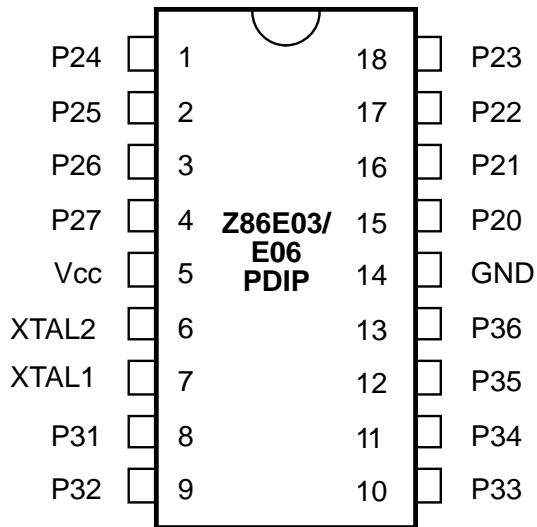 P24 1 18 P23
P25 2 17 P22
P26 3 16 P21
P27 4 Z86E03/ 15 P20
E06
Vcc 5 PDIP 14 GND
XTAL2 6 13 P36
XTAL1 7 12 P35
P31 8 11 P34
P32 9 10 P33